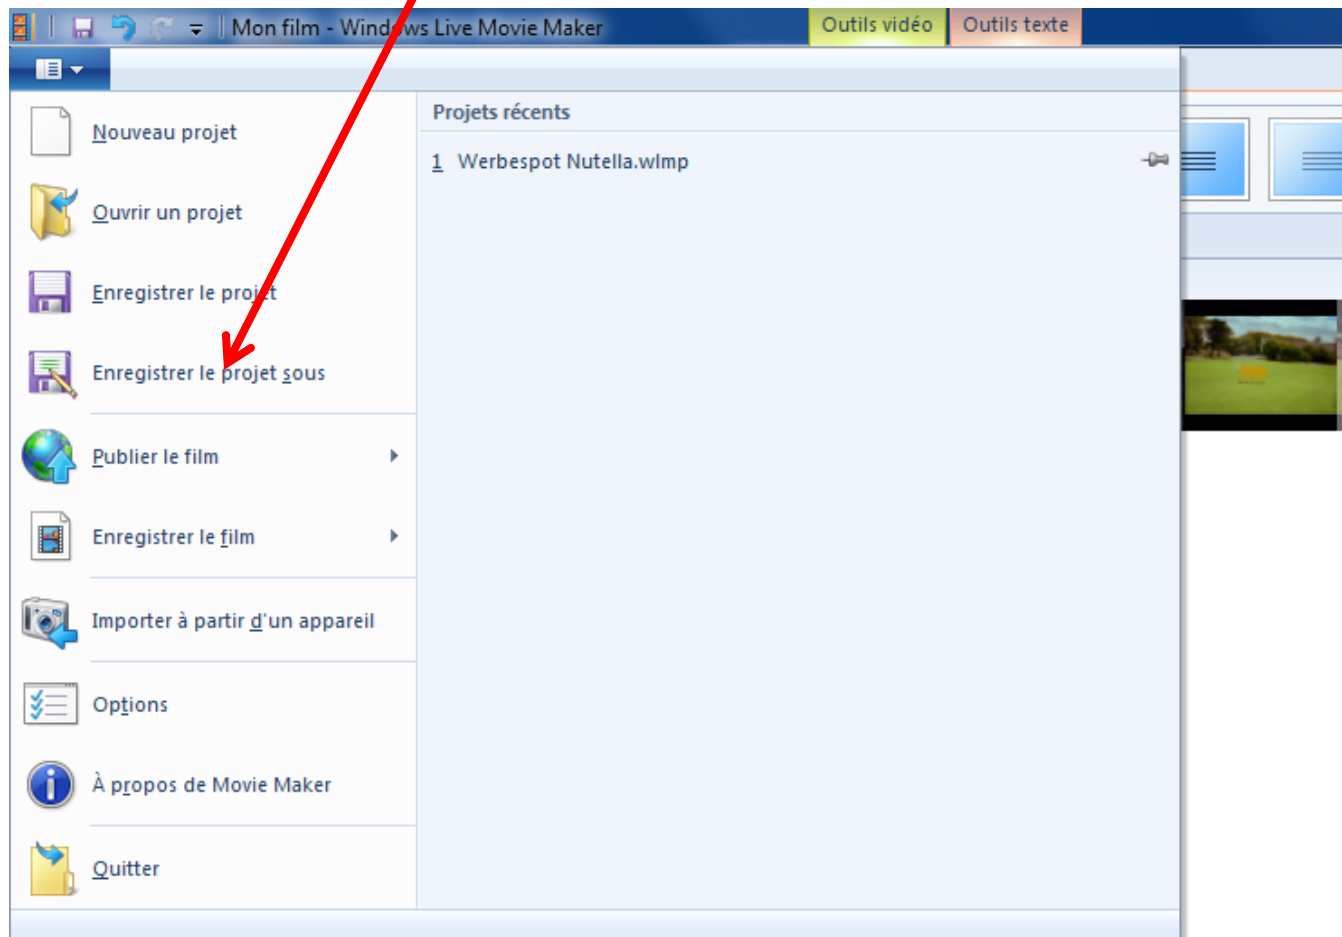 Mon film - Windows Live Movie Maker
Outils vidéo
Outils texte
Nouveau projet
Ouvrir un projet
Enregistrer le projet
Enregistrer le projet sous
Publier le film
Enregistrer le film
Importer à partir d'un appareil
Options
À propos de Movie Maker
Quitter
Projets récents
1 Werbespot Nutella.wlmp